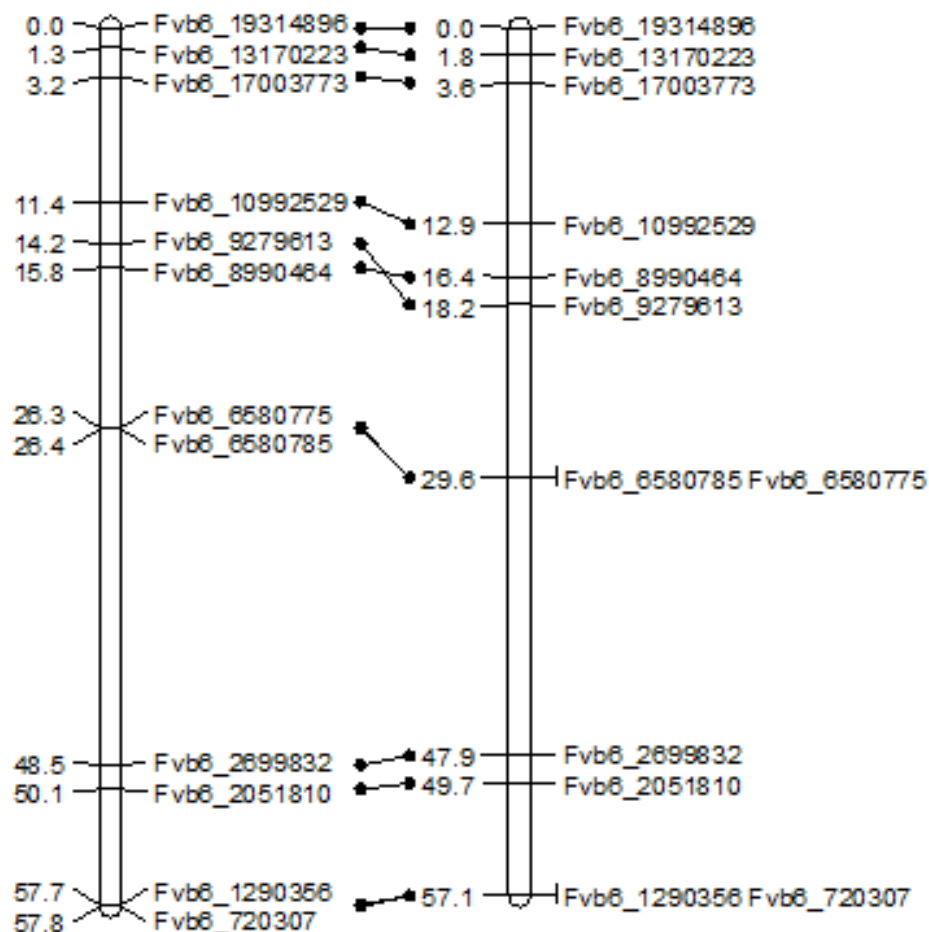 0.0 Fvb6_19314896 0.0 Fvb6_19314896
1.3 Fvb6_13170223 1.8 Fvb6_13170223
3.2 Fvb6_17003773 3.6 Fvb6_17003773
11.4 Fvb6_10992529 12.9 Fvb6_10992529
14.2 Fvb6_9279613
15.8 Fvb6_8990464 16.4 Fvb6_8990464
18.2 Fvb6_9279613
26.3 Fvb6_6580775
26.4 Fvb6_6580785
29.6 Fvb6_6580785 Fvb6_6580775
48.5 Fvb6_2699832 47.9 Fvb6_2699832
50.1 Fvb6_2051810 49.7 Fvb6_2051810
57.7 Fvb6_1290356 57.1 Fvb6_1290356 Fvb6_720307
57.8 Fvb6_720307